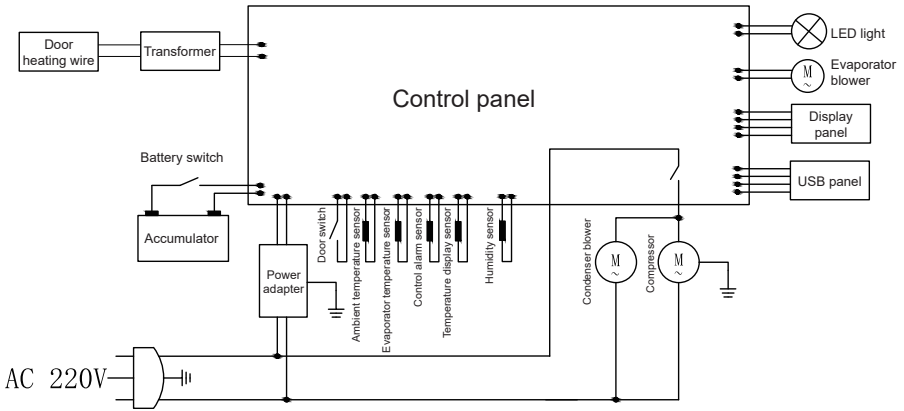 Door
heating wire
Transformer
Control panel
LED light
M
~
Evaporator
blower
Display
panel
USB panel
Battery switch
Accumulator
Power
adapter
Door switch
Ambient temperature sensor
Evaporator temperature sensor
Control alarm sensor
Temperature display sensor
Humidity sensor
Condenser blower
M
~
Compressor
M
~
AC 220V